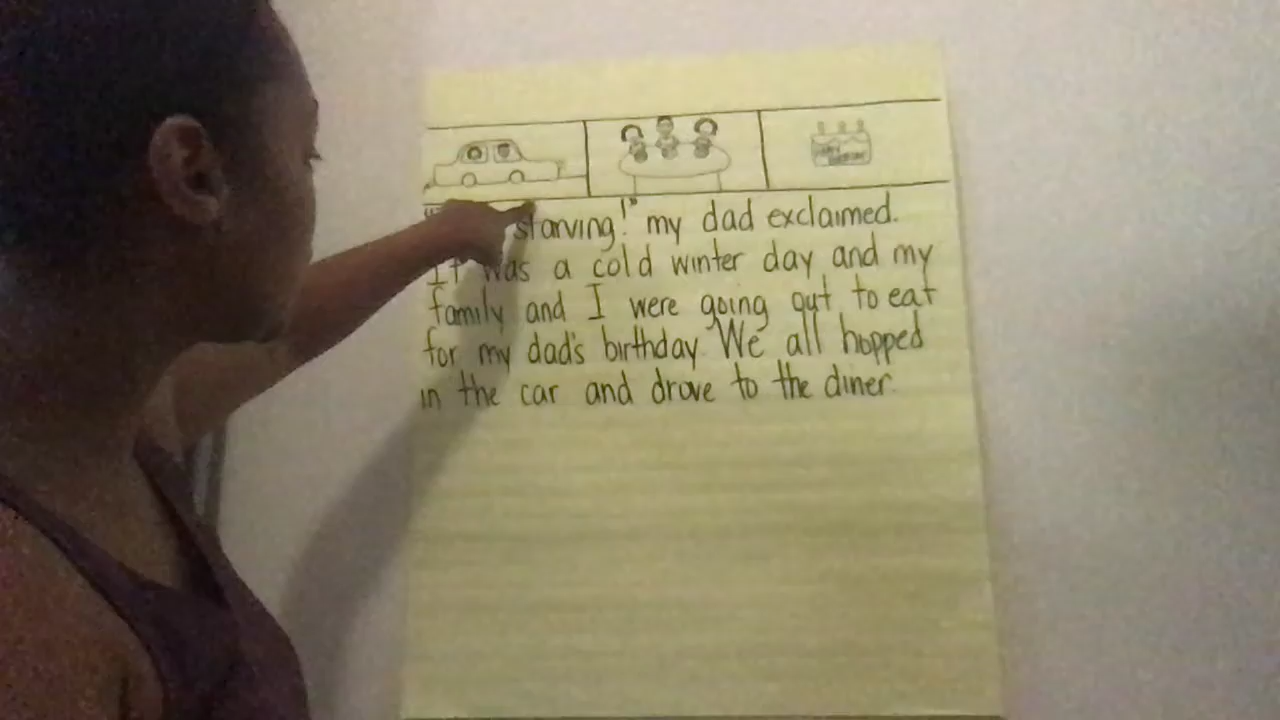 starving!" my dad exclaimed.
It was a cold winter day and my
family and I were going out to eat
for my dad's birthday. We all hopped
in the car and drove to the diner.